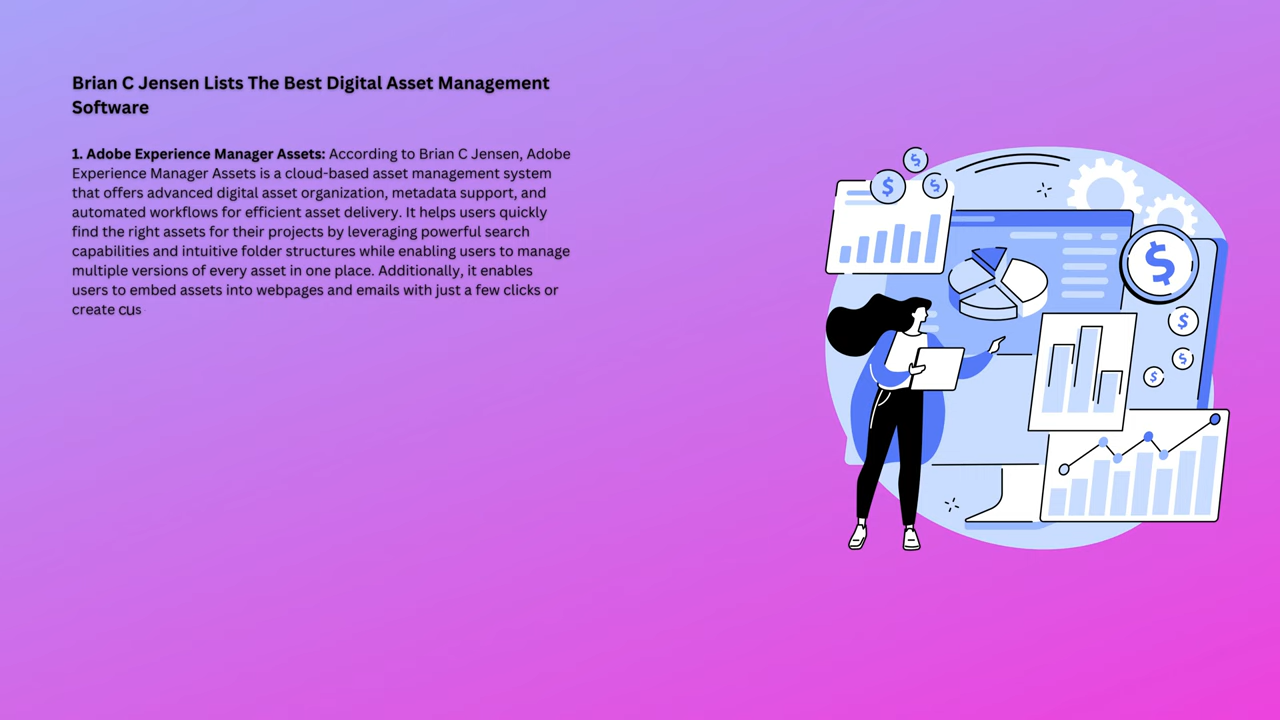 Brian C Jensen Lists The Best Digital Asset Management
Software
1. Adobe Experience Manager Assets: According to Brian C Jensen, Adobe
Experience Manager Assets is a cloud-based asset management system
that offers advanced digital asset organization, metadata support, and
automated workflows for efficient asset delivery. It helps users quickly
find the right assets for their projects by leveraging powerful search
capabilities and intuitive folder structures while enabling users to manage
multiple versions of every asset in one place. Additionally, it enables
users to embed assets into webpages and emails with just a few clicks or
create cus
$
$
$
$
$
$
$